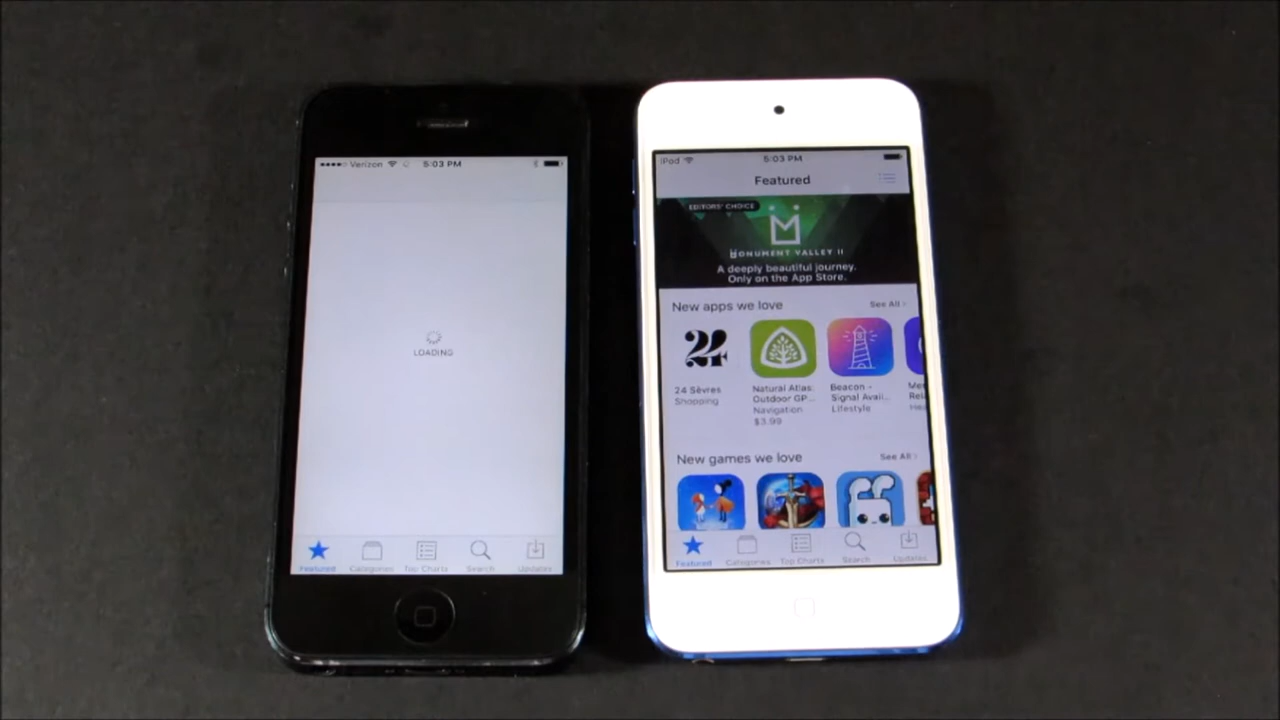 Verizon 5:03 PM
LOADING
Featured Categories Top Charts Search Updates
iPod 5:03 PM
Featured
EDITORS' CHOICE
MONUMENT VALLEY II
A deeply beautiful journey.
Only on the App Store.
New apps we love See All >
24
24 Sèvres
Shopping
Natural Atlas:
Outdoor GP...
Navigation
$3.99
Beacon -
Signal Avai...
Lifestyle
New games we love See All >
Featured Categories Top Charts Search Updates